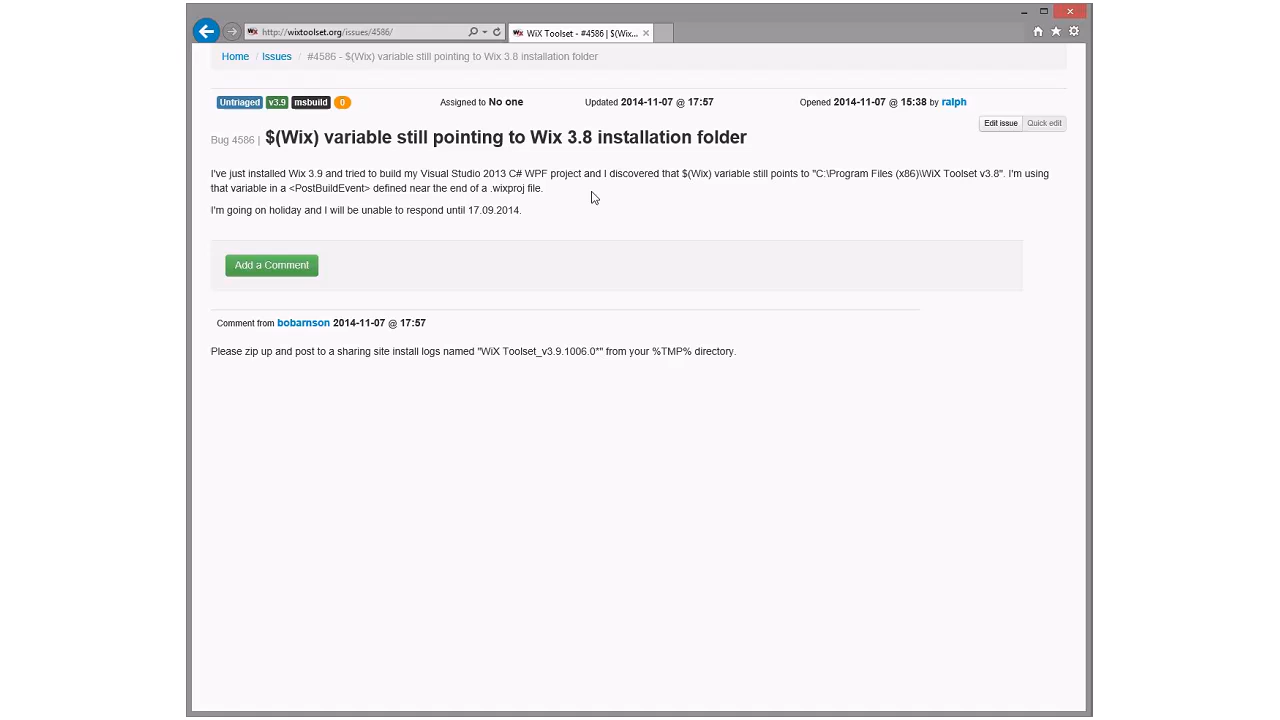 http://wixtoolset.org/issues/4586/
WiX Toolset - #4586 | $(Wix...
Home / Issues / #4586 - $(Wix) variable still pointing to Wix 3.8 installation folder
Untriaged v3.9 msbuild 0 Assigned to No one Updated 2014-11-07 @ 17:57 Opened 2014-11-07 @ 15:38 by ralph
Edit issue Quick edit
Bug 4586 | $(Wix) variable still pointing to Wix 3.8 installation folder
I've just installed Wix 3.9 and tried to build my Visual Studio 2013 C# WPF project and I discovered that $(Wix) variable still points to "C:\Program Files (x86)\WiX Toolset v3.8". I'm using
that variable in a <PostBuildEvent> defined near the end of a .wixproj file.
I'm going on holiday and I will be unable to respond until 17.09.2014.
Add a Comment
Comment from bobarnson 2014-11-07 @ 17:57
Please zip up and post to a sharing site install logs named "WiX Toolset_v3.9.1006.0*" from your %TMP% directory.